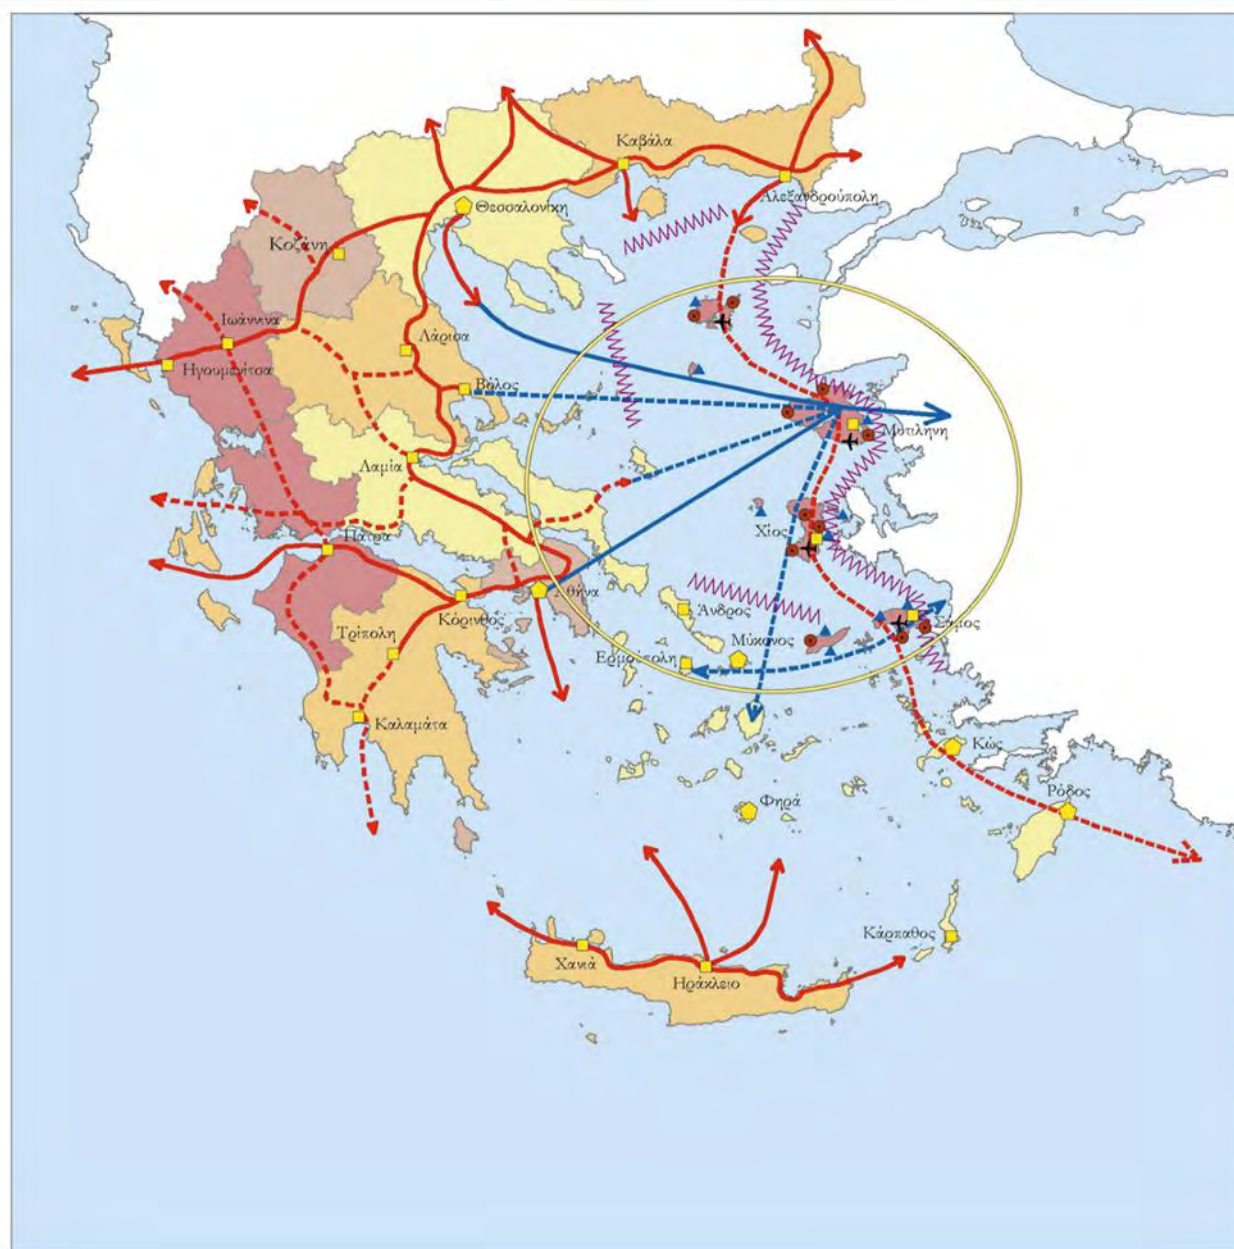 Καβάλα
Αλεξανδρούπολη
Θεσσαλονίκη
Κοζάνη
Ιωάννινα
Λάρισα
Ηγουμενίτσα
Βόλος
Μυτιλήνη
Λαμία
Χίος
Πάτρα
Αθήνα
Άνδρος
Κόρινθος
Σάμος
Τρίπολη
Μύκονος
Ερμούπολη
Καλαμάτα
Κώς
Ρόδος
Φηρά
Κάρπαθος
Χανιά
Ηράκλειο